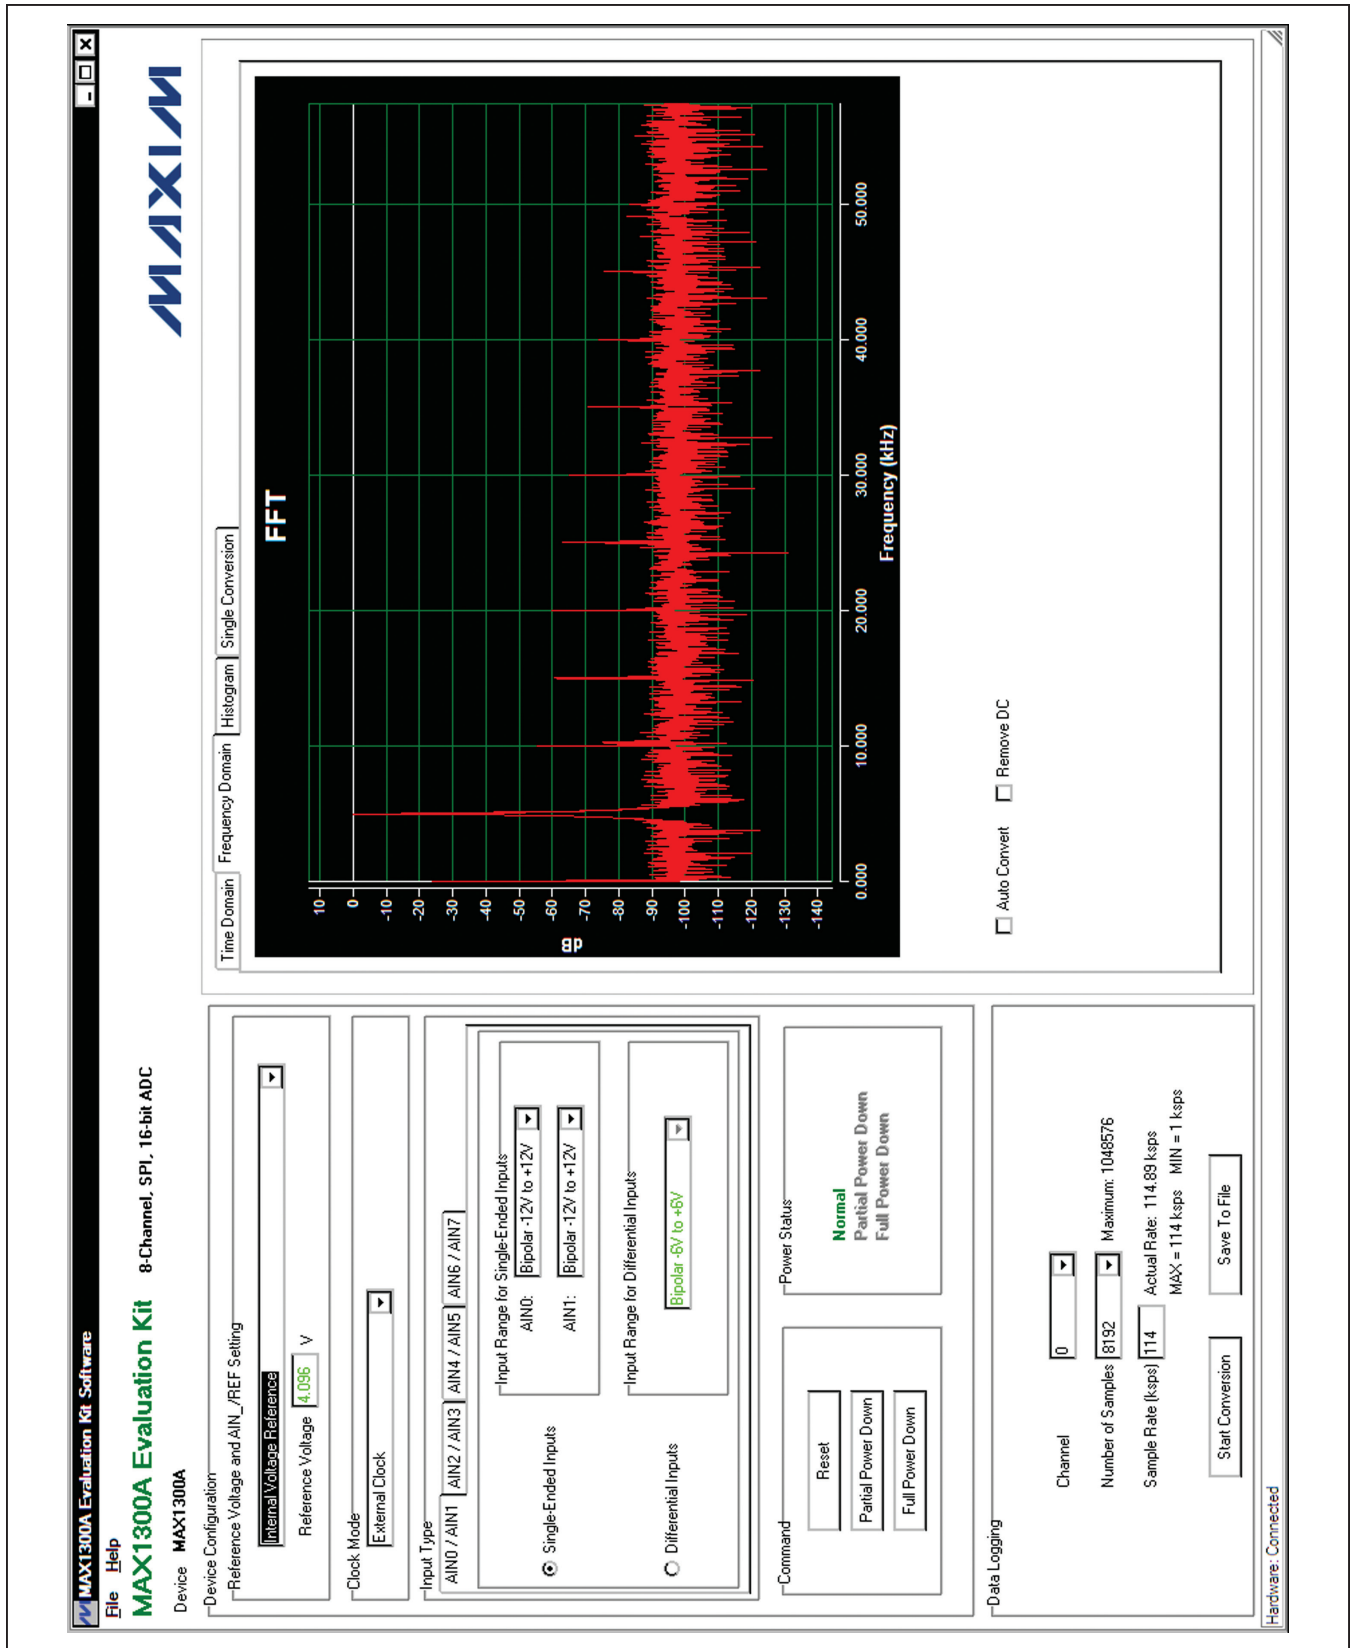 MAX1300A Evaluation Kit Software
File Help
MAX1300A Evaluation Kit 8-Channel, SPI, 16-bit ADC
MAXIM
Device MAX1300A
Device Configuration
Reference Voltage and AIN_/REF Setting
Internal Voltage Reference
Reference Voltage 4.096 V
Clock Mode
External Clock
Input Type
AIN0 / AIN1 AIN2 / AIN3 AIN4 / AIN5 AIN6 / AIN7
Single-Ended Inputs
Input Range for Single-Ended Inputs
AIN0: Bipolar -12V to +12V
AIN1: Bipolar -12V to +12V
Differential Inputs
Input Range for Differential Inputs
Bipolar -6V to +6V
Command
Reset
Partial Power Down
Full Power Down
Power Status
Normal
Partial Power Down
Full Power Down
Data Logging
Channel 0
Number of Samples 8192 Maximum: 1048576
Sample Rate (ksps) 114 Actual Rate: 114.89 ksps
MAX = 114 ksps MIN = 1 ksps
Start Conversion Save To File
Time Domain Frequency Domain Histogram Single Conversion
FFT
dB
10
0
-10
-20
-30
-40
-50
-60
-70
-80
-90
-100
-110
-120
-130
-140
0.000 10.000 20.000 30.000 40.000 50.000
Frequency (kHz)
Auto Convert Remove DC
Hardware: Connected